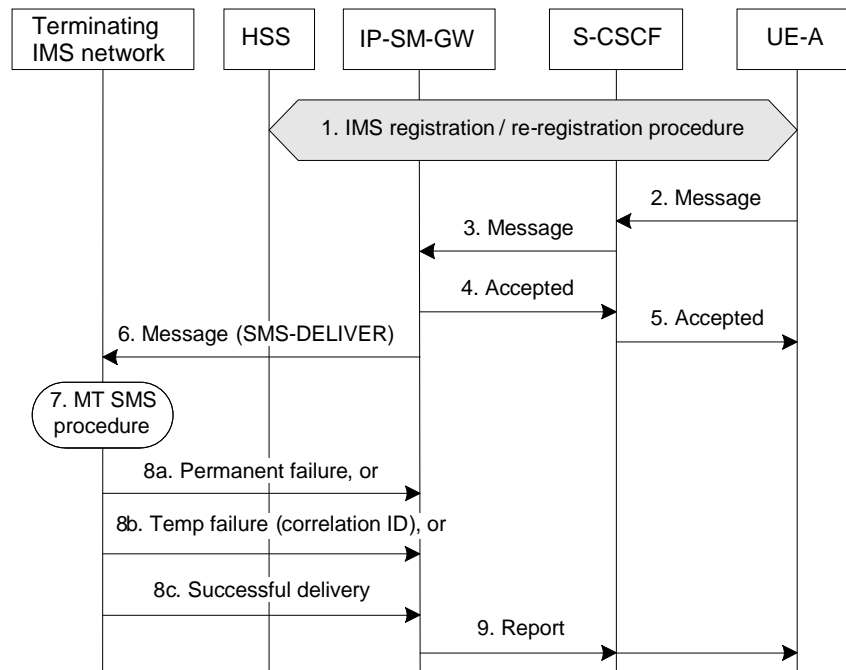 Terminating
IMS network
HSS
IP-SM-GW
S-CSCF
UE-A
1. IMS registration / re-registration procedure
2. Message
3. Message
4. Accepted
5. Accepted
6. Message (SMS-DELIVER)
7. MT SMS
procedure
8a. Permanent failure, or
8b. Temp failure (correlation ID), or
8c. Successful delivery
9. Report